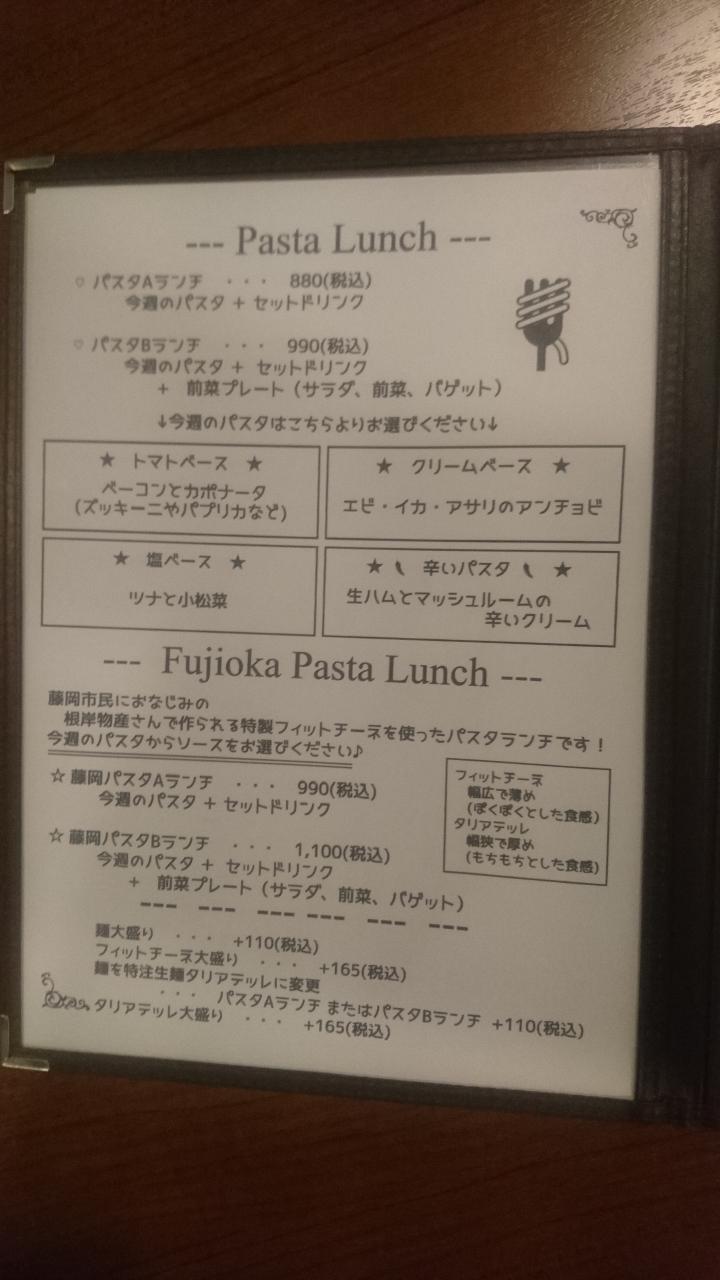 --- Pasta Lunch ---
♡ パスタAランチ ・・・ 880(税込)
今週のパスタ + セットドリンク
♡ パスタBランチ ・・・ 990(税込)
今週のパスタ + セットドリンク
+ 前菜プレート（サラダ、前菜、バゲット）
↓今週のパスタはこちらよりお選びください↓
★ トマトベース ★
ベーコンとカポナータ
(ズッキーニやパプリカなど)
★ クリームベース ★
エビ・イカ・アサリのアンチョビ
★ 塩ベース ★
ツナと小松菜
★ 辛いパスタ ★
生ハムとマッシュルームの
辛いクリーム
--- Fujioka Pasta Lunch ---
藤岡市民におなじみの
根岸物産さんで作られる特製フィットチーネを使ったパスタランチです！
今週のパスタからソースをお選びください♪
☆ 藤岡パスタAランチ ・・・ 990(税込)
今週のパスタ + セットドリンク
☆ 藤岡パスタBランチ ・・・ 1,100(税込)
今週のパスタ + セットドリンク
+ 前菜プレート（サラダ、前菜、バゲット）
フィットチーネ
幅広で薄め
(ぽくぽくとした食感)
タリアテッレ
幅狭で厚め
(もちもちとした食感)
--- --- --- --- --- ---
麺大盛り ・・・ +110(税込)
フィットチーネ大盛り ・・・ +165(税込)
麺を特注生麺タリアテッレに変更
・・・ パスタAランチ またはパスタBランチ +110(税込)
タリアテッレ大盛り ・・・ +165(税込)